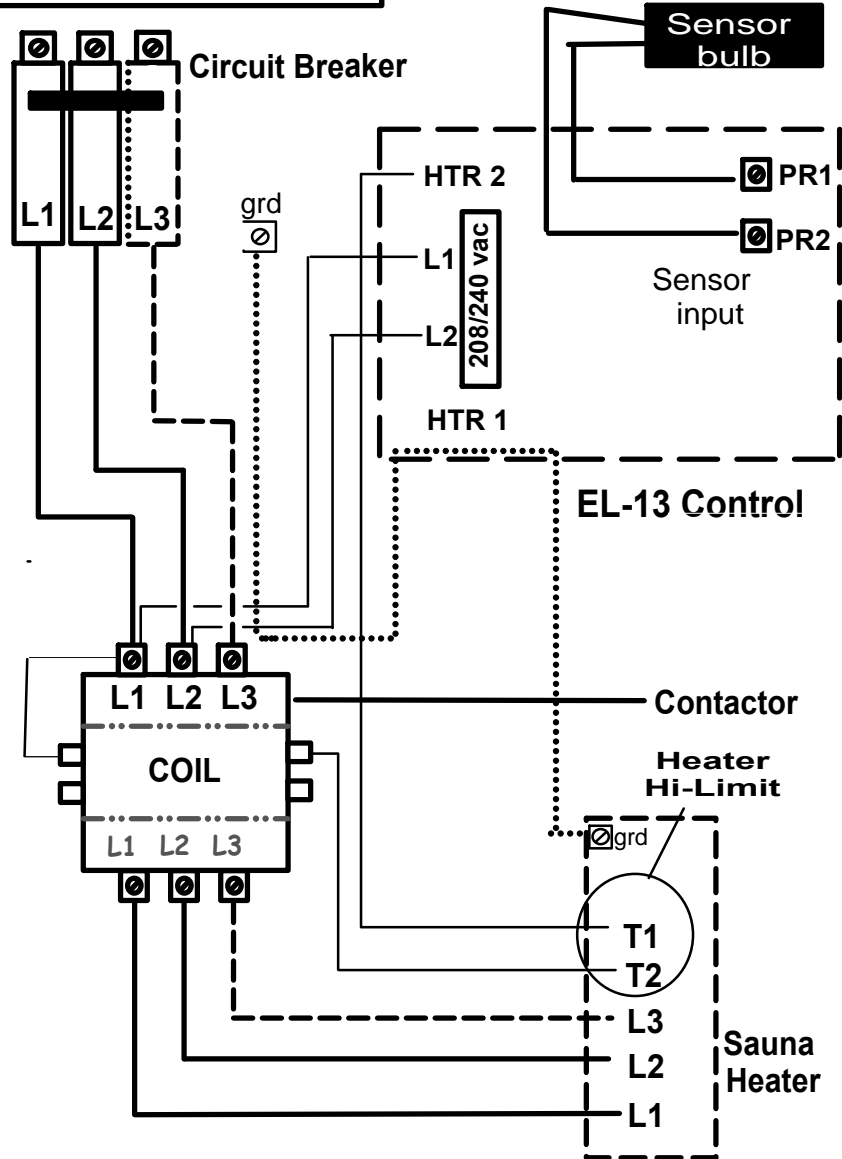 Sensor
bulb
Circuit Breaker
L1
L2
L3
grd
HTR 2
L1
208/240 vac
L2
HTR 1
PR1
PR2
Sensor
input
EL-13 Control
L1 L2 L3
COIL
L1 L2 L3
Contactor
Heater
Hi-Limit
grd
T1
T2
L3
L2
L1
Sauna
Heater